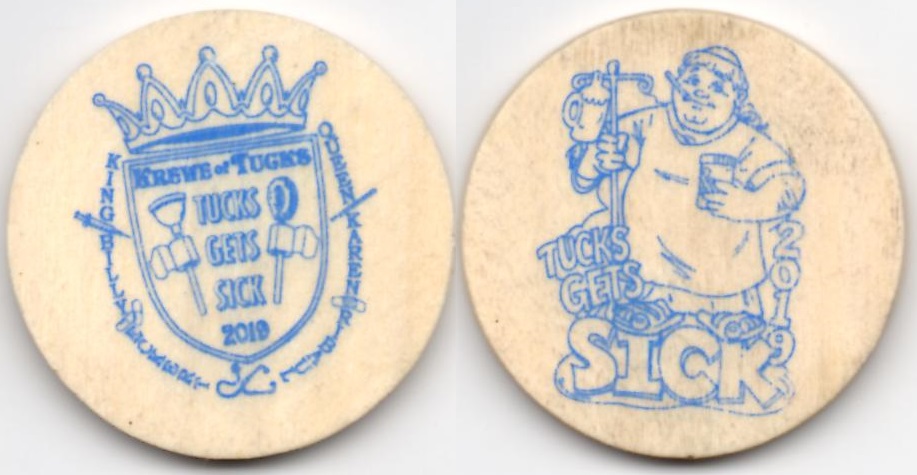 KREWE of TUCKS
TUCKS
GETS
SICK
2019
KING BILLY
QUEEN KAREN
TUCKS
GETS
SICK
2019